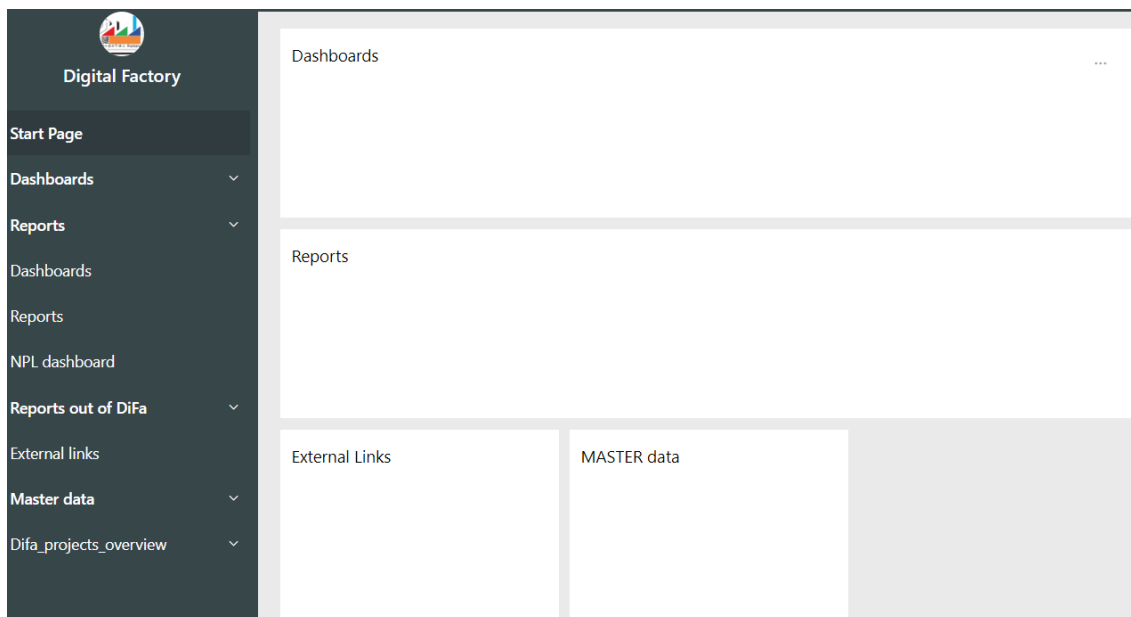 Digital Factory
Start Page
Dashboards
Reports
Dashboards
Reports
NPL dashboard
Reports out of DiFa
External links
Master data
Difa_projects_overview
Dashboards
...
Reports
External Links
MASTER data